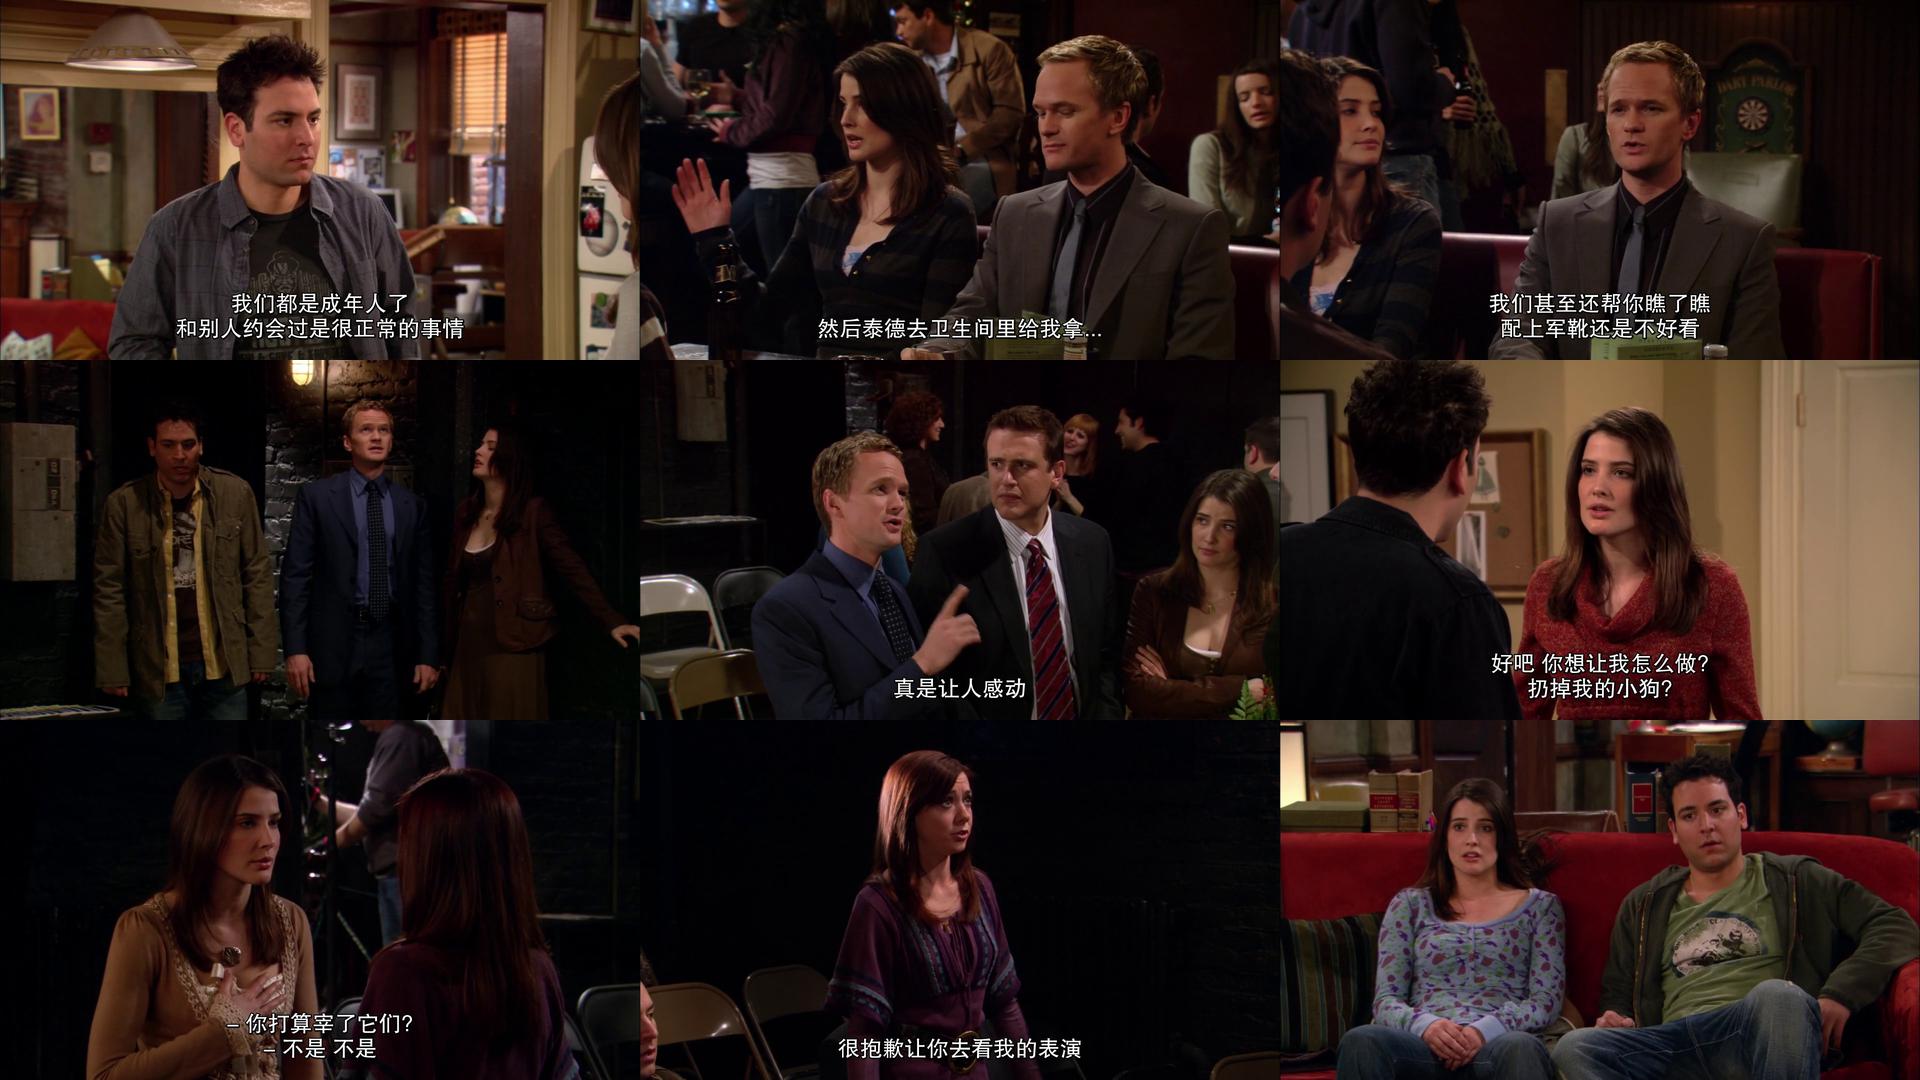 我们都是成年人了
和别人约会过是很正常的事情
然后泰德去卫生间里给我拿...
DART PARLOR
我们甚至还帮你瞧了瞧
配上军靴还是不好看
真是让人感动
好吧 你想让我怎么做?
扔掉我的小狗?
– 你打算宰了它们?
– 不是 不是
很抱歉让你去看我的表演